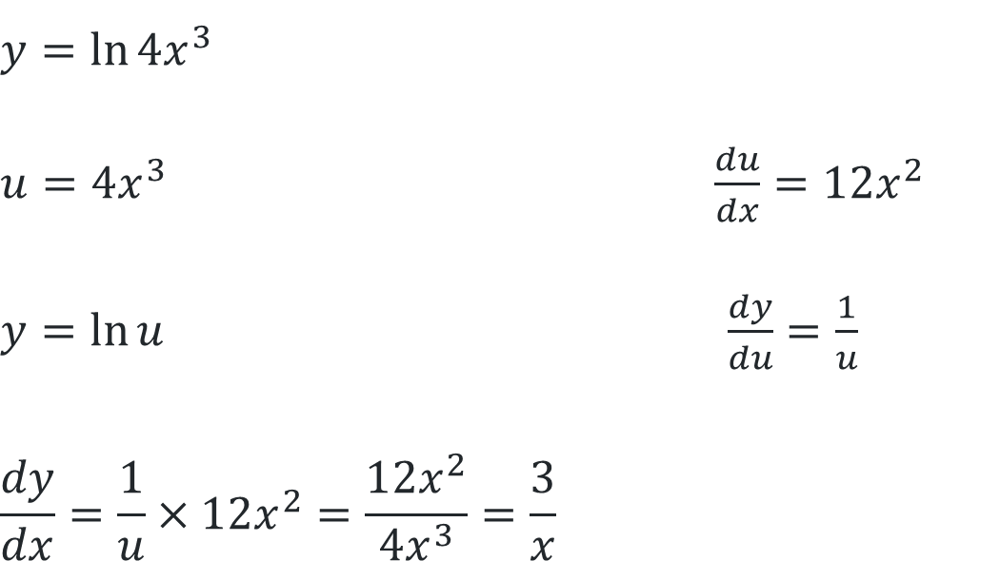 y = ln 4x³
u = 4x³ du/dx = 12x²
y = ln u dy/du = 1/u
dy/dx = 1/u × 12x² = 12x²/4x³ = 3/x